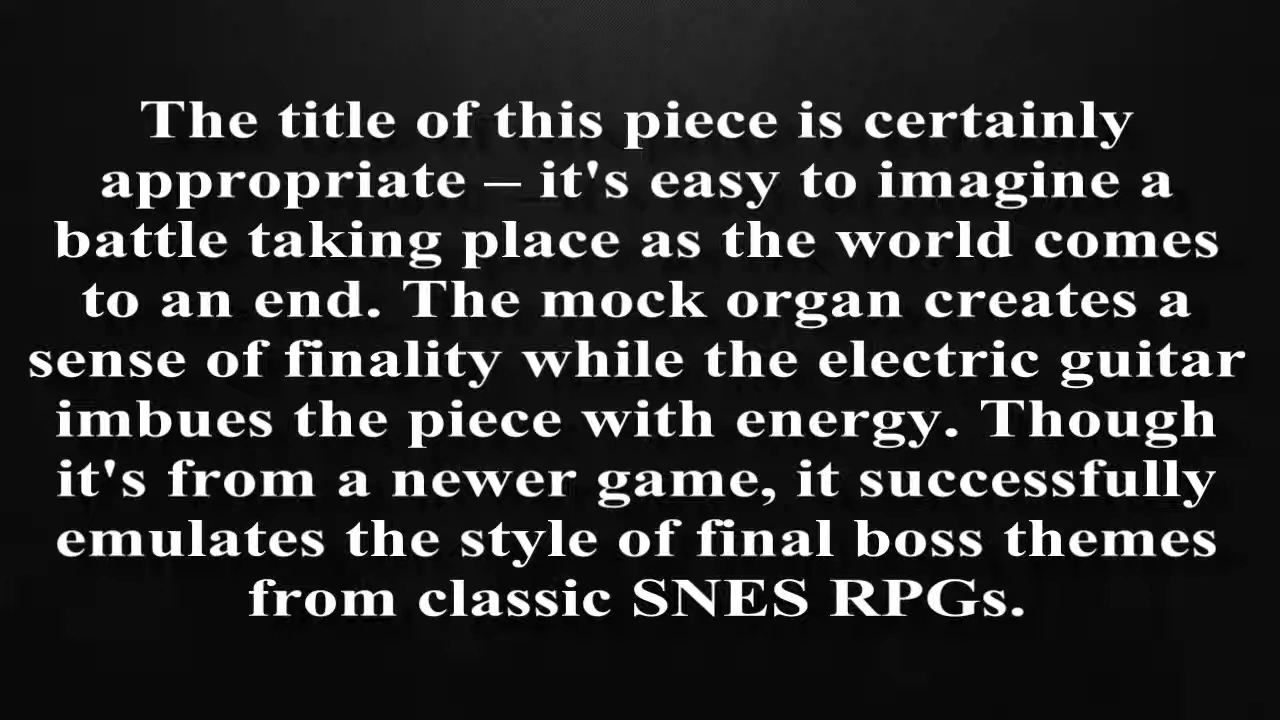 The title of this piece is certainly
appropriate – it's easy to imagine a
battle taking place as the world comes
to an end. The mock organ creates a
sense of finality while the electric guitar
imbues the piece with energy. Though
it's from a newer game, it successfully
emulates the style of final boss themes
from classic SNES RPGs.